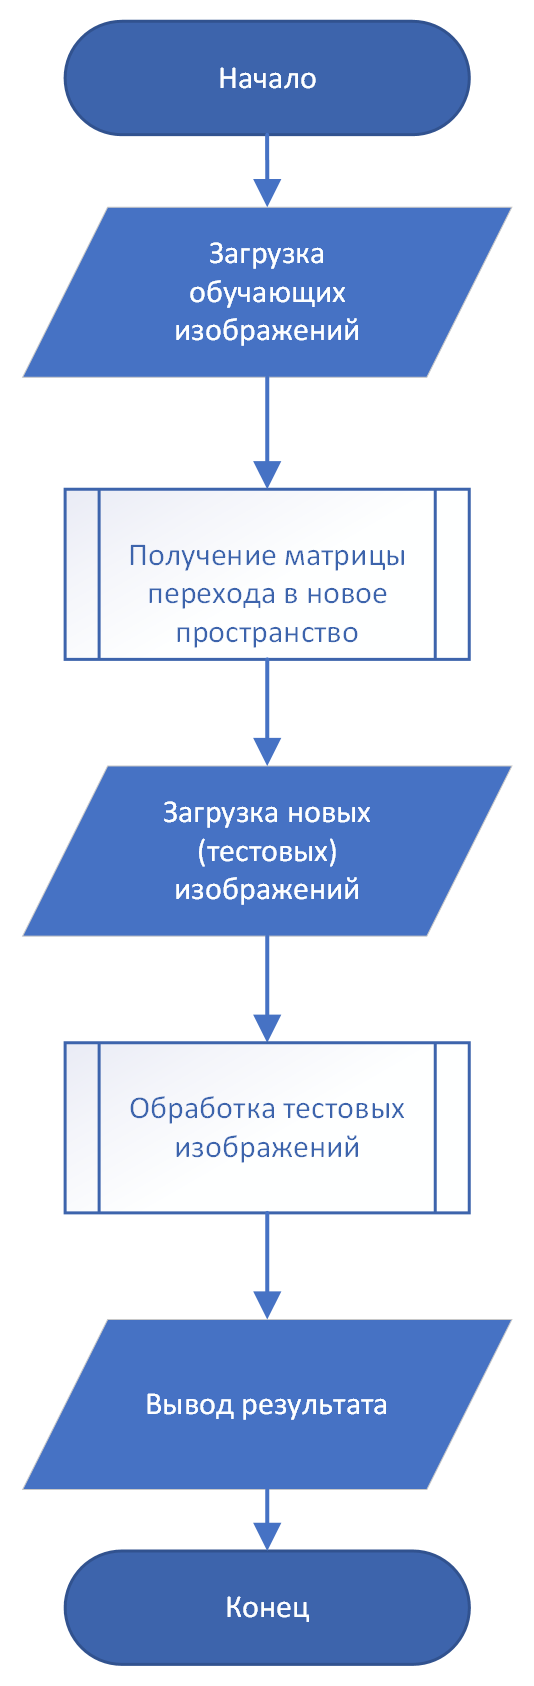 Начало
Загрузка
обучающих
изображений
Получение матрицы
перехода в новое
пространство
Загрузка новых
(тестовых)
изображений
Обработка тестовых
изображений
Вывод результата
Конец